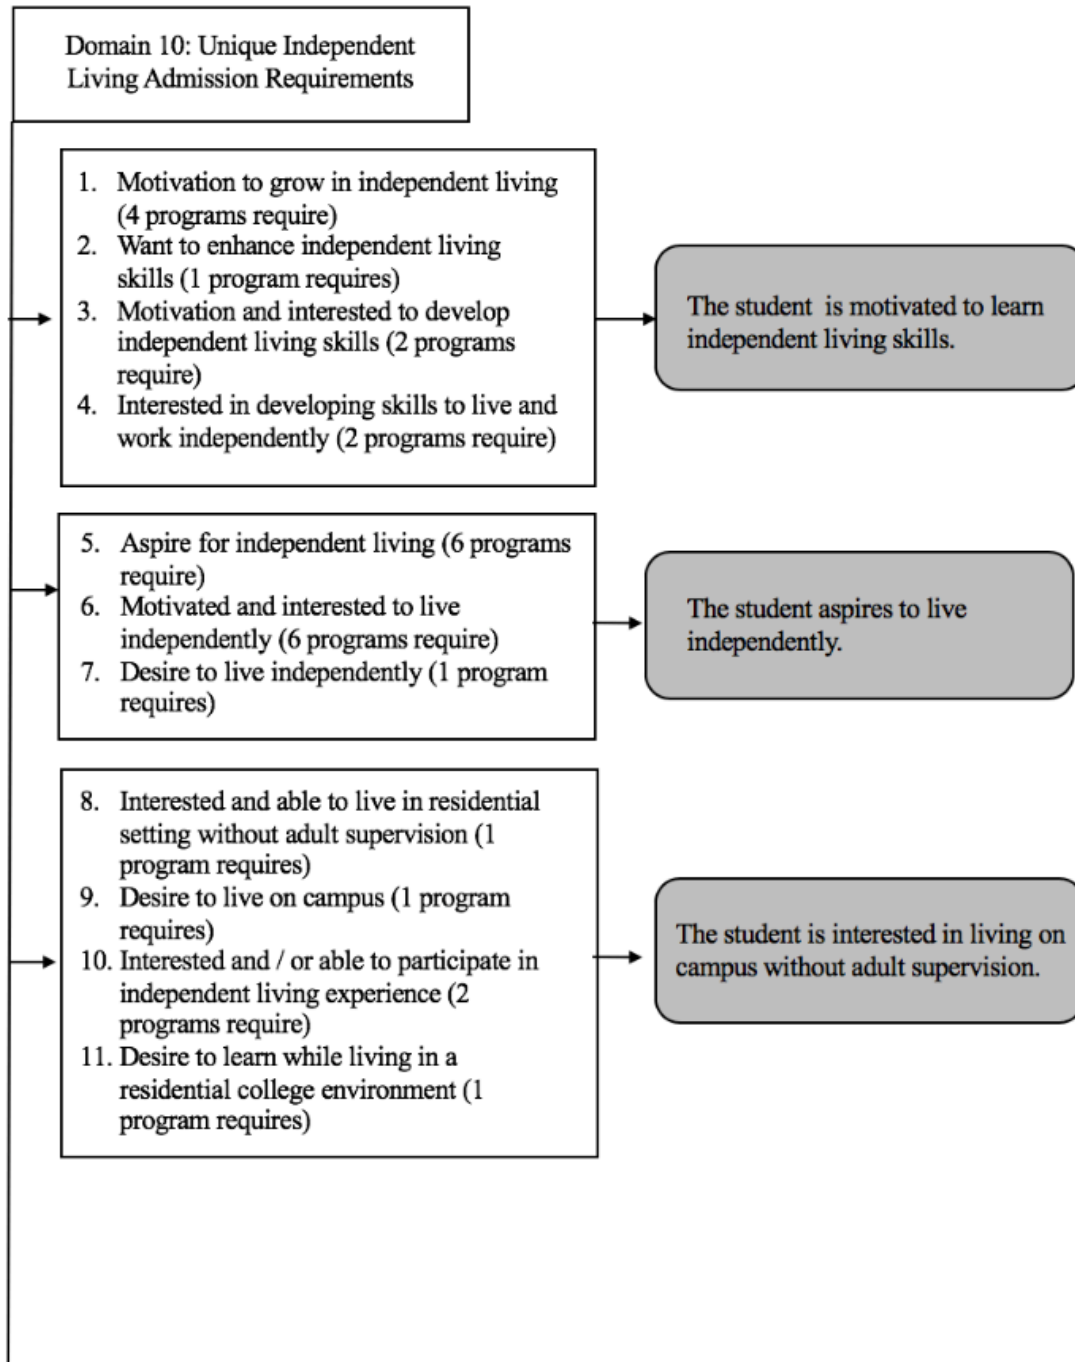 Domain 10: Unique Independent
Living Admission Requirements
1. Motivation to grow in independent living
(4 programs require)
2. Want to enhance independent living
skills (1 program requires)
3. Motivation and interested to develop
independent living skills (2 programs
require)
4. Interested in developing skills to live and
work independently (2 programs require)
The student is motivated to learn
independent living skills.
5. Aspire for independent living (6 programs
require)
6. Motivated and interested to live
independently (6 programs require)
7. Desire to live independently (1 program
requires)
The student aspires to live
independently.
8. Interested and able to live in residential
setting without adult supervision (1
program requires)
9. Desire to live on campus (1 program
requires)
10. Interested and / or able to participate in
independent living experience (2
programs require)
11. Desire to learn while living in a
residential college environment (1
program requires)
The student is interested in living on
campus without adult supervision.